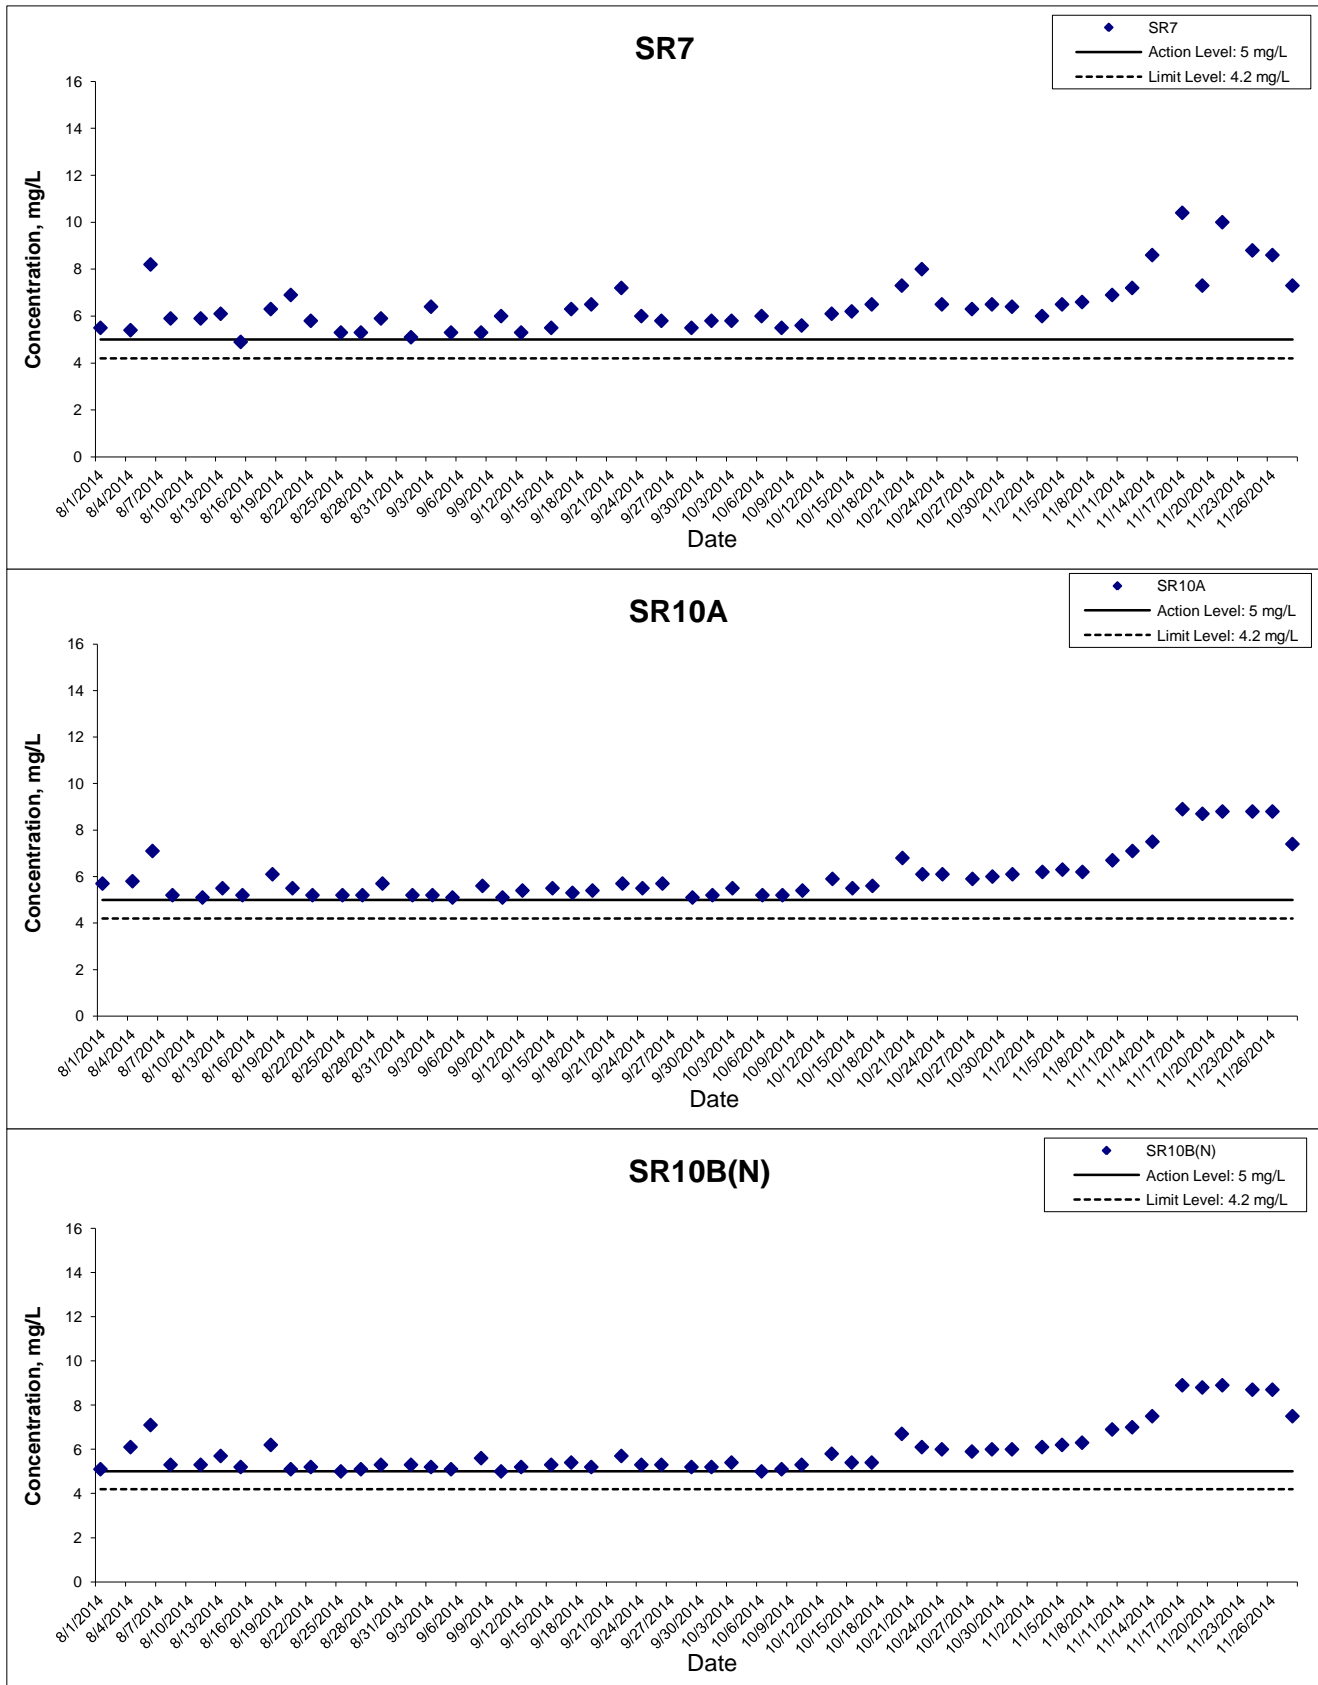 SR7
SR7
Action Level: 5 mg/L
Limit Level: 4.2 mg/L
Concentration, mg/L
16
14
12
10
8
6
4
2
0
8/1/2014 8/4/2014 8/7/2014 8/10/2014 8/13/2014 8/16/2014 8/19/2014 8/22/2014 8/25/2014 8/28/2014 8/31/2014 9/3/2014 9/6/2014 9/9/2014 9/12/2014 9/15/2014 9/18/2014 9/21/2014 9/24/2014 9/27/2014 9/30/2014 10/3/2014 10/6/2014 10/9/2014 10/12/2014 10/15/2014 10/18/2014 10/21/2014 10/24/2014 10/27/2014 10/30/2014 11/2/2014 11/5/2014 11/8/2014 11/11/2014 11/14/2014 11/17/2014 11/20/2014 11/23/2014 11/26/2014
Date
SR10A
SR10A
Action Level: 5 mg/L
Limit Level: 4.2 mg/L
Concentration, mg/L
16
14
12
10
8
6
4
2
0
8/1/2014 8/4/2014 8/7/2014 8/10/2014 8/13/2014 8/16/2014 8/19/2014 8/22/2014 8/25/2014 8/28/2014 8/31/2014 9/3/2014 9/6/2014 9/9/2014 9/12/2014 9/15/2014 9/18/2014 9/21/2014 9/24/2014 9/27/2014 9/30/2014 10/3/2014 10/6/2014 10/9/2014 10/12/2014 10/15/2014 10/18/2014 10/21/2014 10/24/2014 10/27/2014 10/30/2014 11/2/2014 11/5/2014 11/8/2014 11/11/2014 11/14/2014 11/17/2014 11/20/2014 11/23/2014 11/26/2014
Date
SR10B(N)
SR10B(N)
Action Level: 5 mg/L
Limit Level: 4.2 mg/L
Concentration, mg/L
16
14
12
10
8
6
4
2
0
8/1/2014 8/4/2014 8/7/2014 8/10/2014 8/13/2014 8/16/2014 8/19/2014 8/22/2014 8/25/2014 8/28/2014 8/31/2014 9/3/2014 9/6/2014 9/9/2014 9/12/2014 9/15/2014 9/18/2014 9/21/2014 9/24/2014 9/27/2014 9/30/2014 10/3/2014 10/6/2014 10/9/2014 10/12/2014 10/15/2014 10/18/2014 10/21/2014 10/24/2014 10/27/2014 10/30/2014 11/2/2014 11/5/2014 11/8/2014 11/11/2014 11/14/2014 11/17/2014 11/20/2014 11/23/2014 11/26/2014
Date